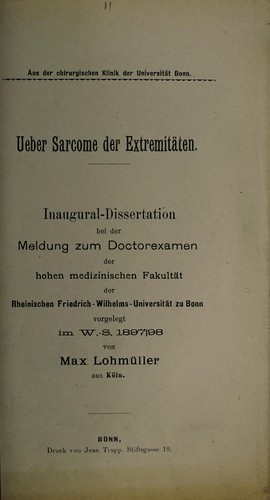 Aus der chirurgischen Klinik der Universität Bonn.
Ueber Sarcome der Extremitäten.
Inaugural-Dissertation
bei der
Meldung zum Doctorexamen
der
hohen medizinischen Fakultät
der
Rheinischen Friedrich-Wilhelms-Universität zu Bonn
vorgelegt
im W.-S. 1897/98
von
Max Lohmüller
aus Köln.
BONN,
Druck von Jean Trapp, Stiftsgasse 19.